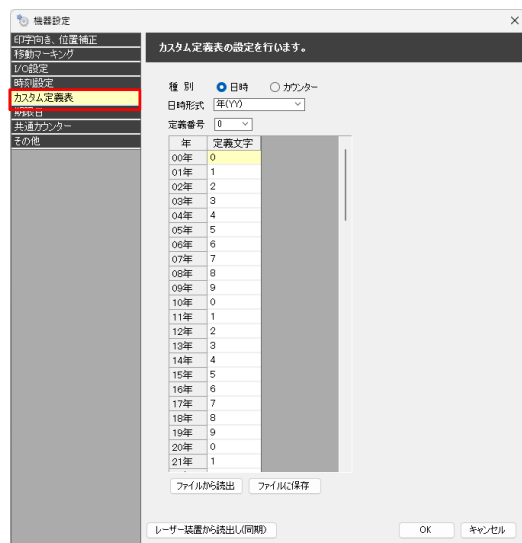 機器設定
印字向き、位置補正
移動マーキング
I/O設定
時刻設定
カスタム定義表
期限日
共通カウンター
その他
カスタム定義表の設定を行います。
種 別 日時 カウンター
日時形式 年(YY)
定義番号 0
年 定義文字
00年 0
01年 1
02年 2
03年 3
04年 4
05年 5
06年 6
07年 7
08年 8
09年 9
10年 0
11年 1
12年 2
13年 3
14年 4
15年 5
16年 6
17年 7
18年 8
19年 9
20年 0
21年 1
ファイルから読出 ファイルに保存
レーザー装置から読出し(同期) OK キャンセル